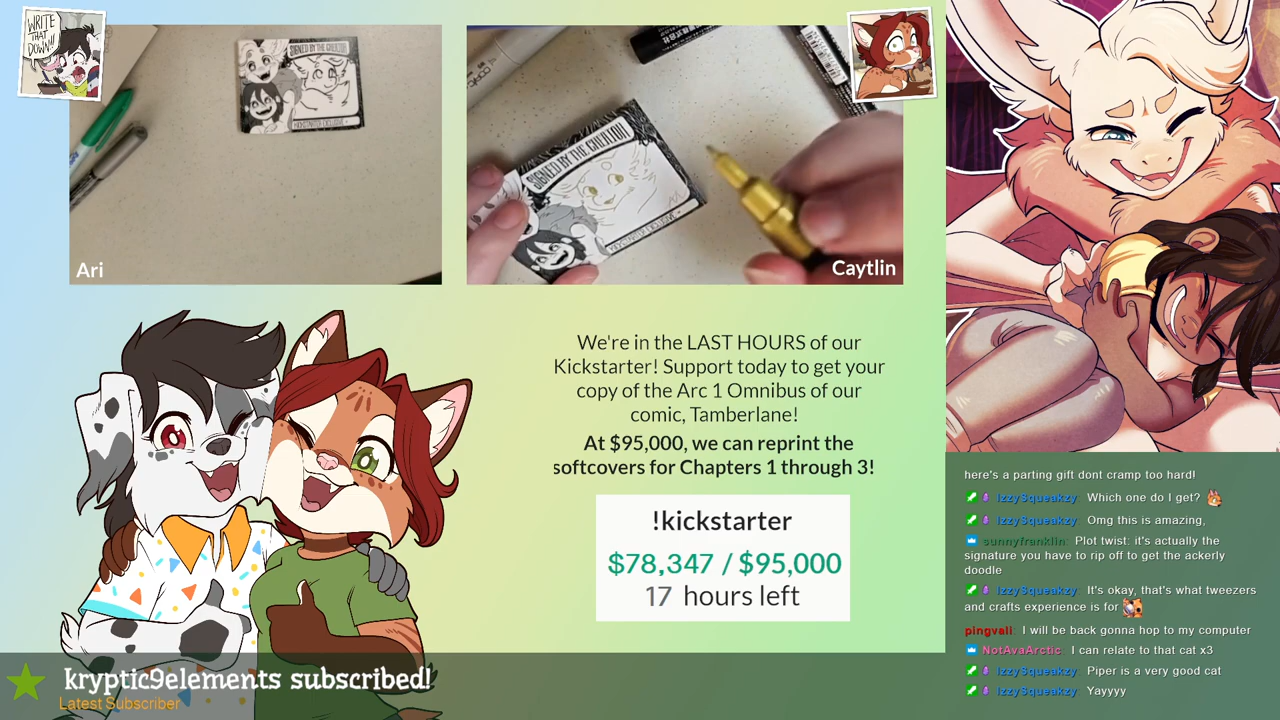 WRITE
THAT
DOWN!!
SIGNED BY THE CREATOR
KICKSTARTER EXCLUSIVE
Ari
SIGNED BY THE CREATOR
KICKSTARTER EXCLUSIVE
Caytlin
We're in the LAST HOURS of our
Kickstarter! Support today to get your
copy of the Arc 1 Omnibus of our
comic, Tamberlane!
At $95,000, we can reprint the
softcovers for Chapters 1 through 3!
!kickstarter
$78,347 / $95,000
17 hours left
kryptic9elements subscribed!
Latest Subscriber
here's a parting gift dont cramp too hard!
IzzySqueakzy: Which one do I get?
IzzySqueakzy: Omg this is amazing,
sunnyfranklin: Plot twist: it's actually the
signature you have to rip off to get the ackerly
doodle
IzzySqueakzy: It's okay, that's what tweezers
and crafts experience is for
pingvali: I will be back gonna hop to my computer
NotAvaArctic: I can relate to that cat x3
IzzySqueakzy: Piper is a very good cat
IzzySqueakzy: Yayyyy